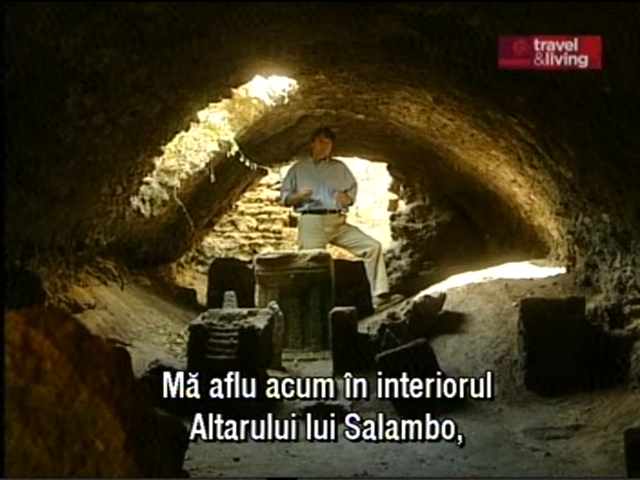 travel
&living
Mă aflu acum în interiorul
Altarului lui Salambo,